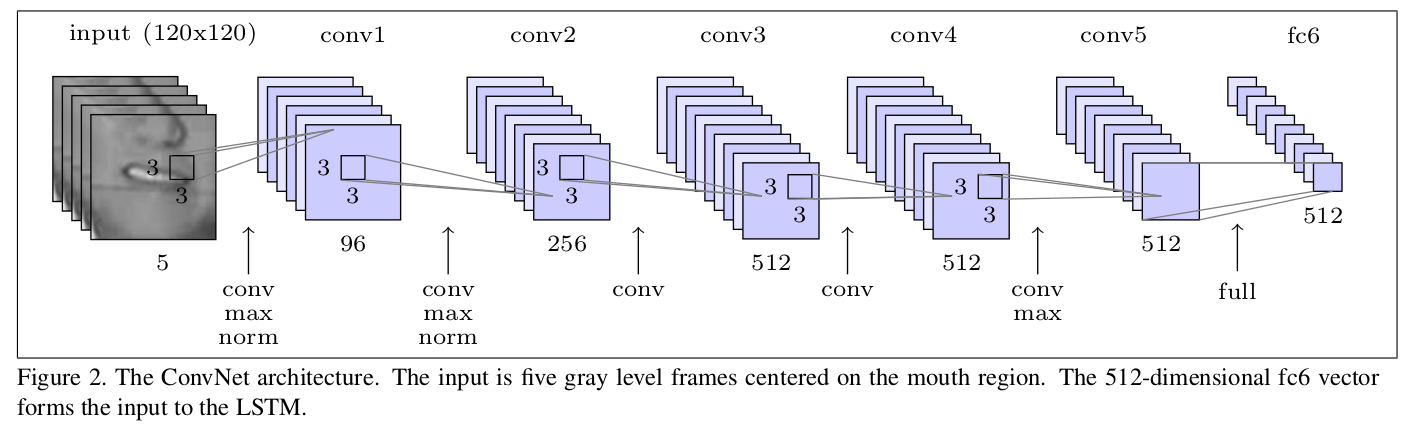 input (120x120) conv1 conv2 conv3 conv4 conv5 fc6
3 3 3 3 3
3 3 3 3 3
5 96 256 512 512 512 512
conv conv conv conv conv full
max max max
norm norm
Figure 2. The ConvNet architecture. The input is five gray level frames centered on the mouth region. The 512-dimensional fc6 vector
forms the input to the LSTM.